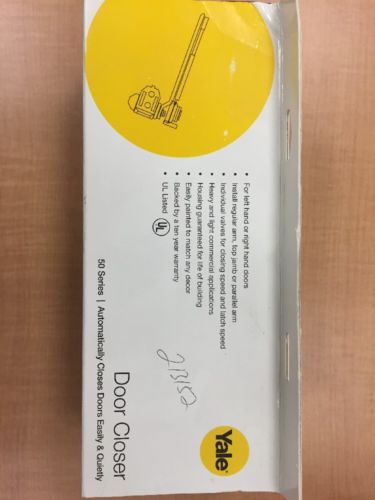 • For left hand or right hand doors
• Install regular arm, top jamb or parallel arm
• Individual valves for closing speed and latch speed
• Heavy and light commercial applications
• Housing guaranteed for life of building
• Easily painted to match any decor
• Backed by a ten year warranty
• UL Listed UL
Yale
213152
Door Closer
50 Series | Automatically Closes Doors Easily & Quietly